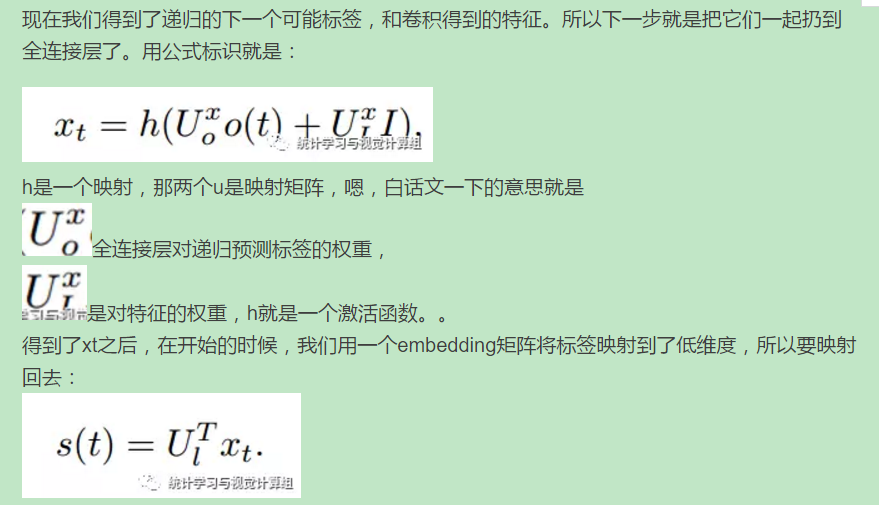 现在我们得到了递归的下一个可能标签，和卷积得到的特征。所以下一步就是把它们一起扔到
全连接层了。用公式标识就是：
xₜ = h(Uₒˣo(t) + U_Iˣ I),
统计学习与视觉计算组
h是一个映射，那两个u是映射矩阵，嗯，白话文一下的意思就是
(Uₒˣ 全连接层对递归预测标签的权重，
U_Iˣ 是对特征的权重，h就是一个激活函数。。
得到了xt之后，在开始的时候，我们用一个embedding矩阵将标签映射到了低维度，所以要映射
回去：
s(t) = U_lᵀ xₜ.
统计学习与视觉计算组